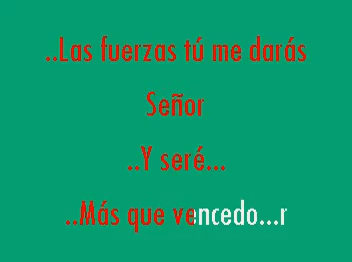 ..Las fuerzas tú me darás
Señor
..Y seré...
..Más que vencedo...r